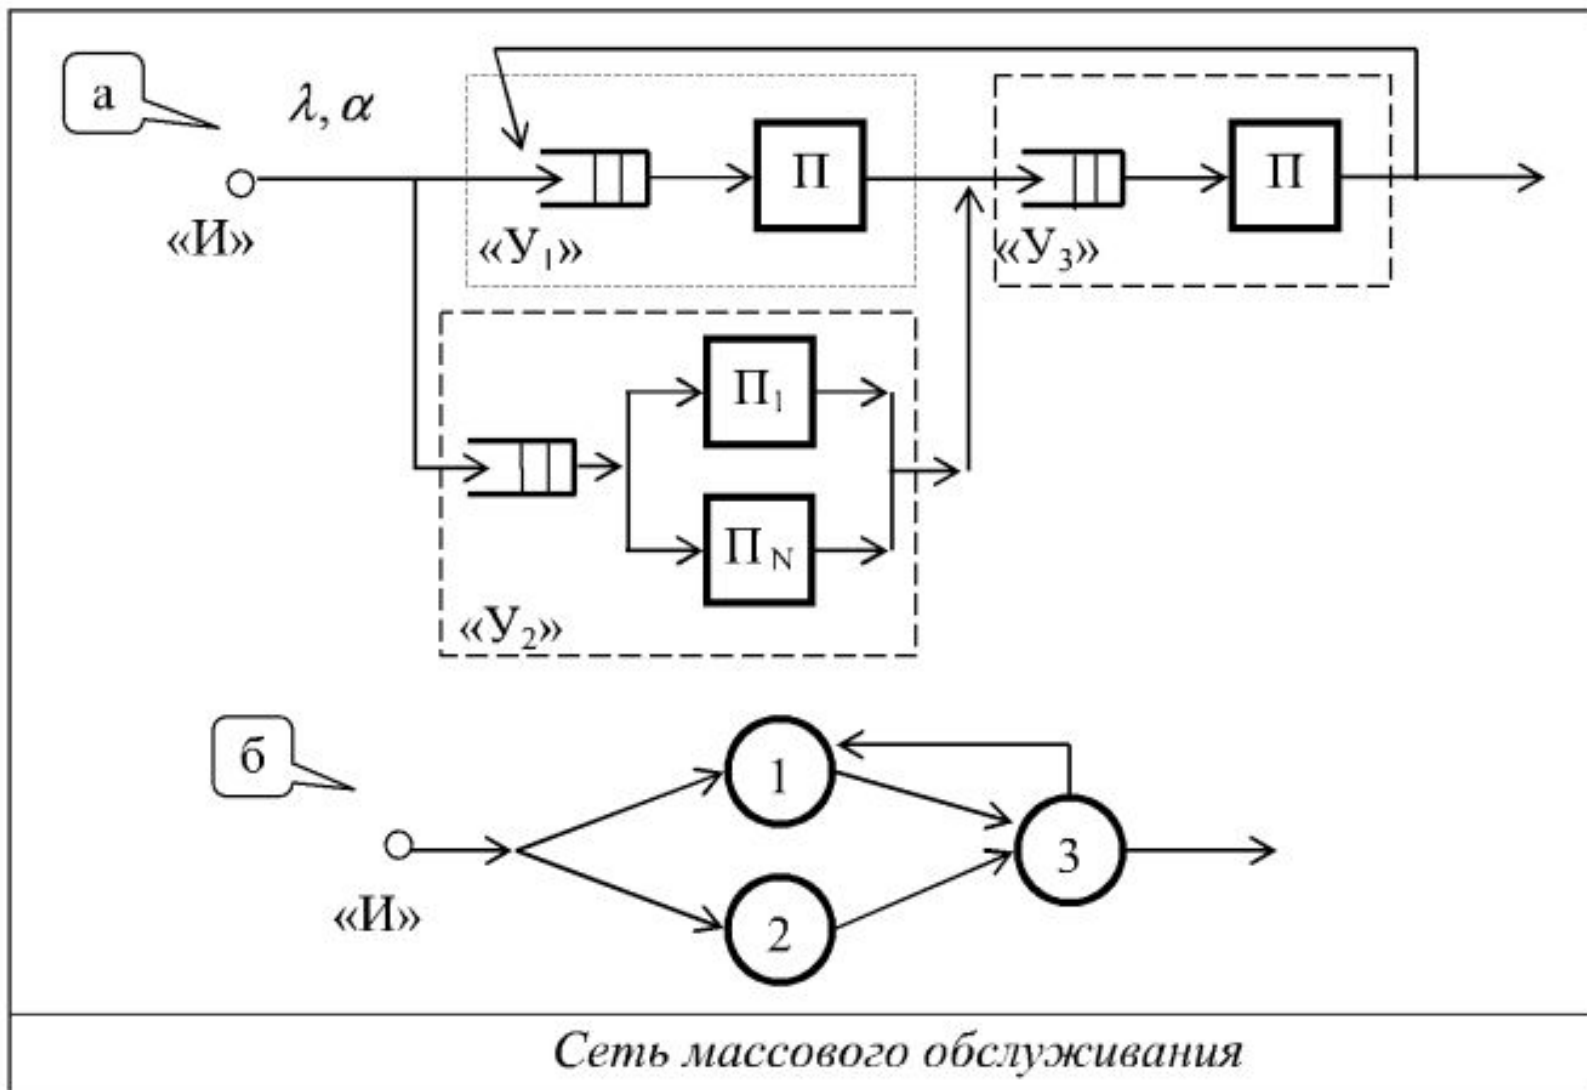 а
λ, α
«И»
П
«У1»
П
«У3»
П1
ПN
«У2»
б
1
2
3
«И»
Сеть массового обслуживания